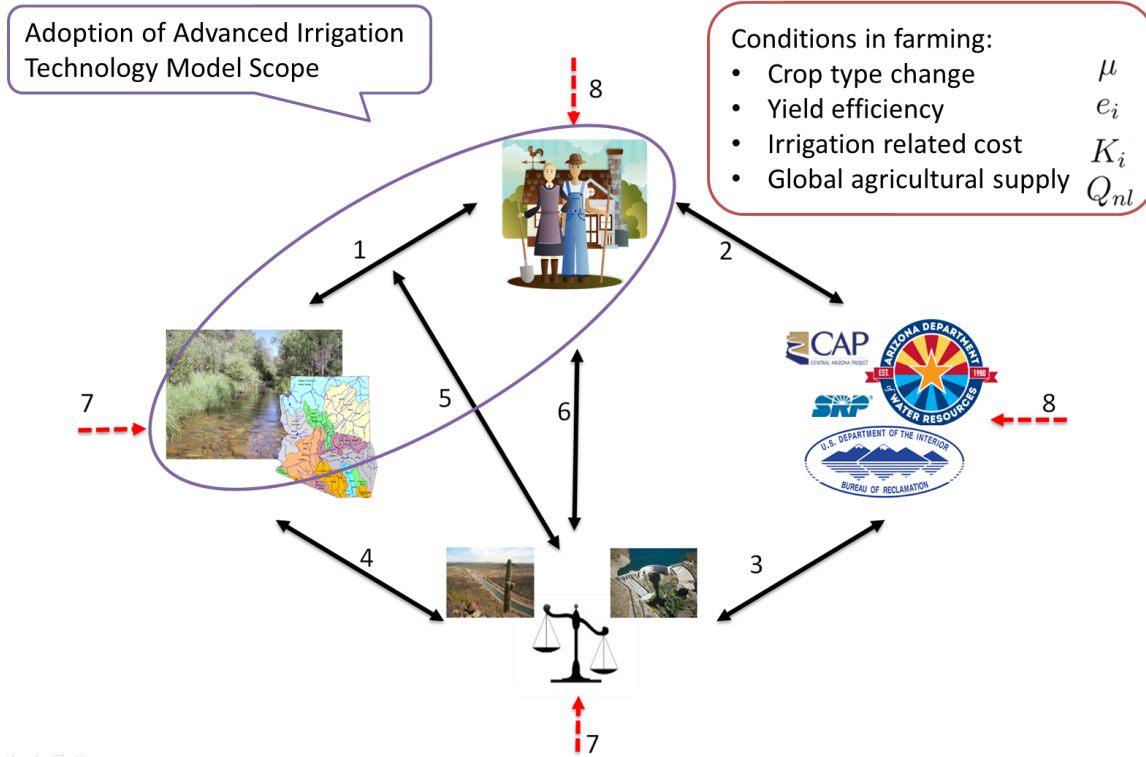 Adoption of Advanced Irrigation
Technology Model Scope
Conditions in farming:
• Crop type change μ
• Yield efficiency e_i
• Irrigation related cost K_i
• Global agricultural supply Q_{nl}
8
1
2
CAP
CENTRAL ARIZONA PROJECT
ARIZONA DEPARTMENT
EST. 1980
of WATER RESOURCES
SRP
7
5
6
8
U.S. DEPARTMENT OF THE INTERIOR
BUREAU OF RECLAMATION
4
3
7